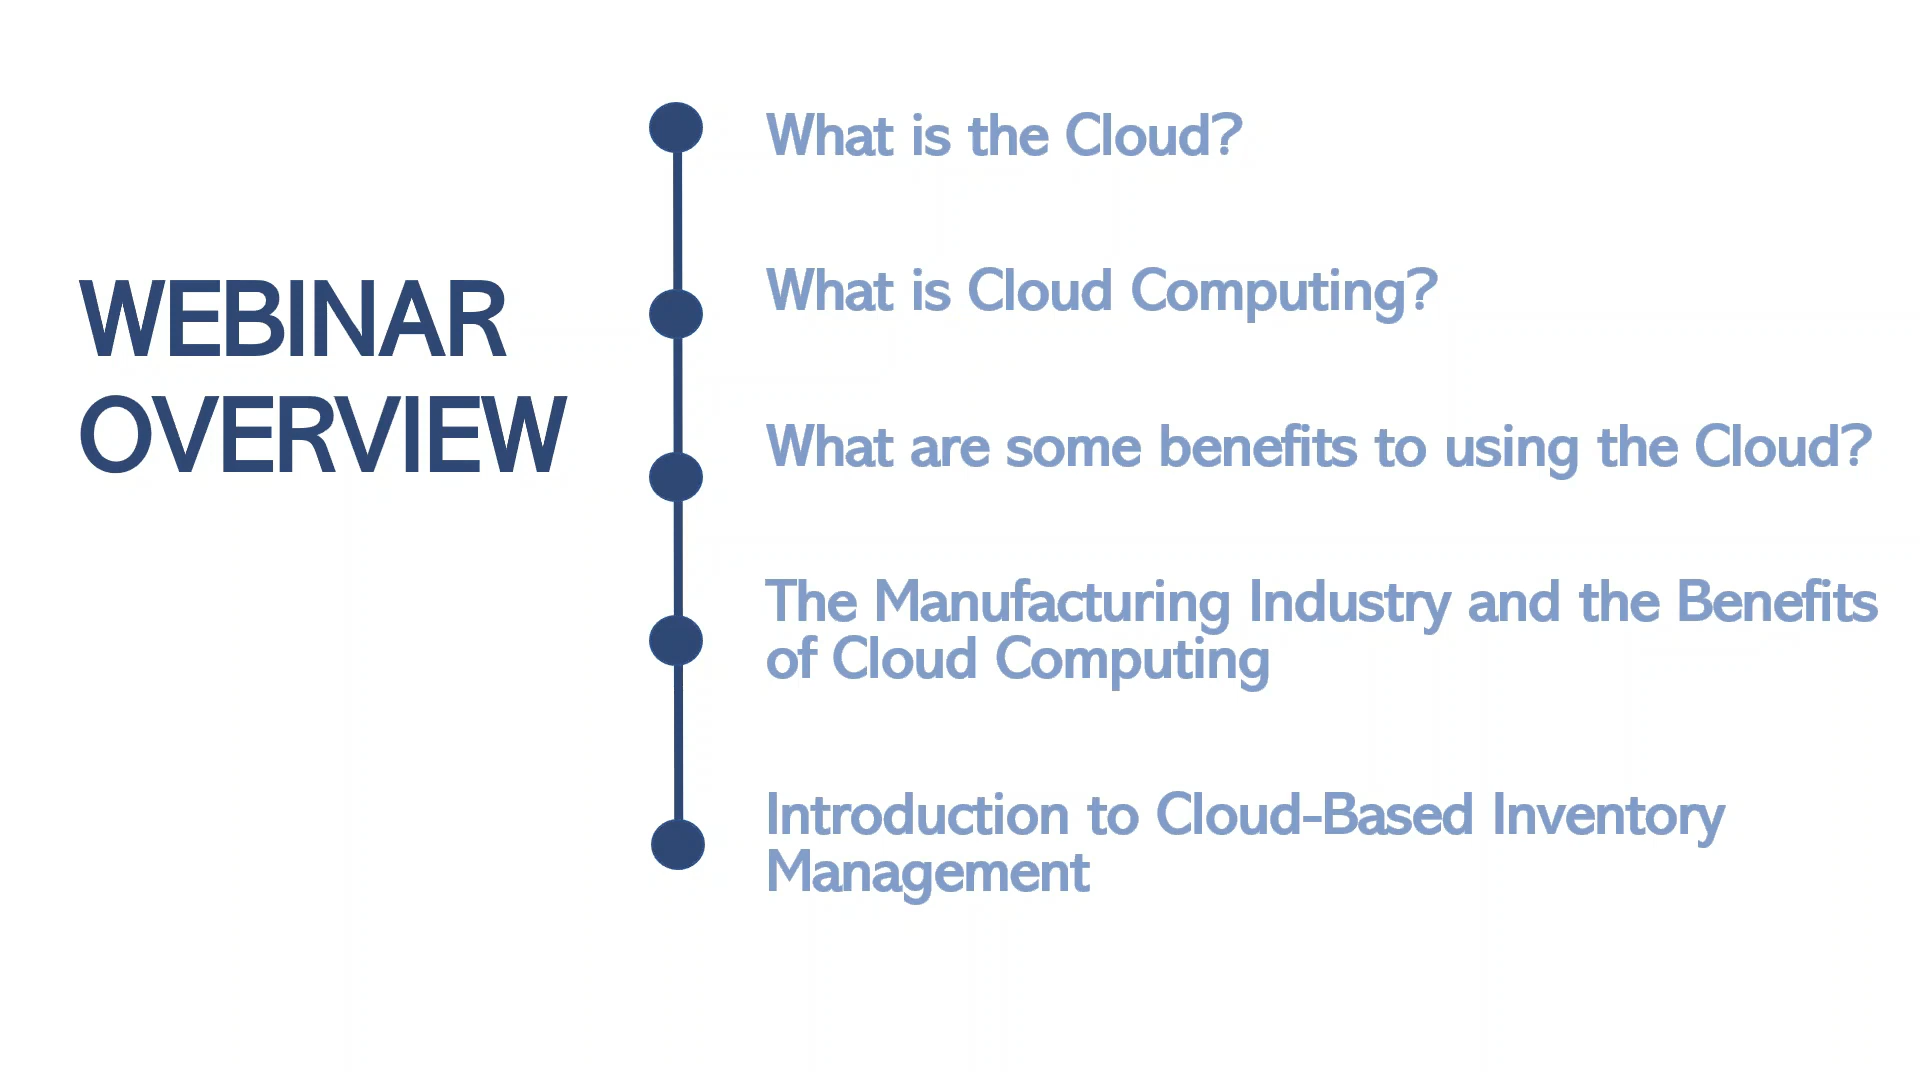 WEBINAR
OVERVIEW
What is the Cloud?
What is Cloud Computing?
What are some benefits to using the Cloud?
The Manufacturing Industry and the Benefits
of Cloud Computing
Introduction to Cloud-Based Inventory
Management